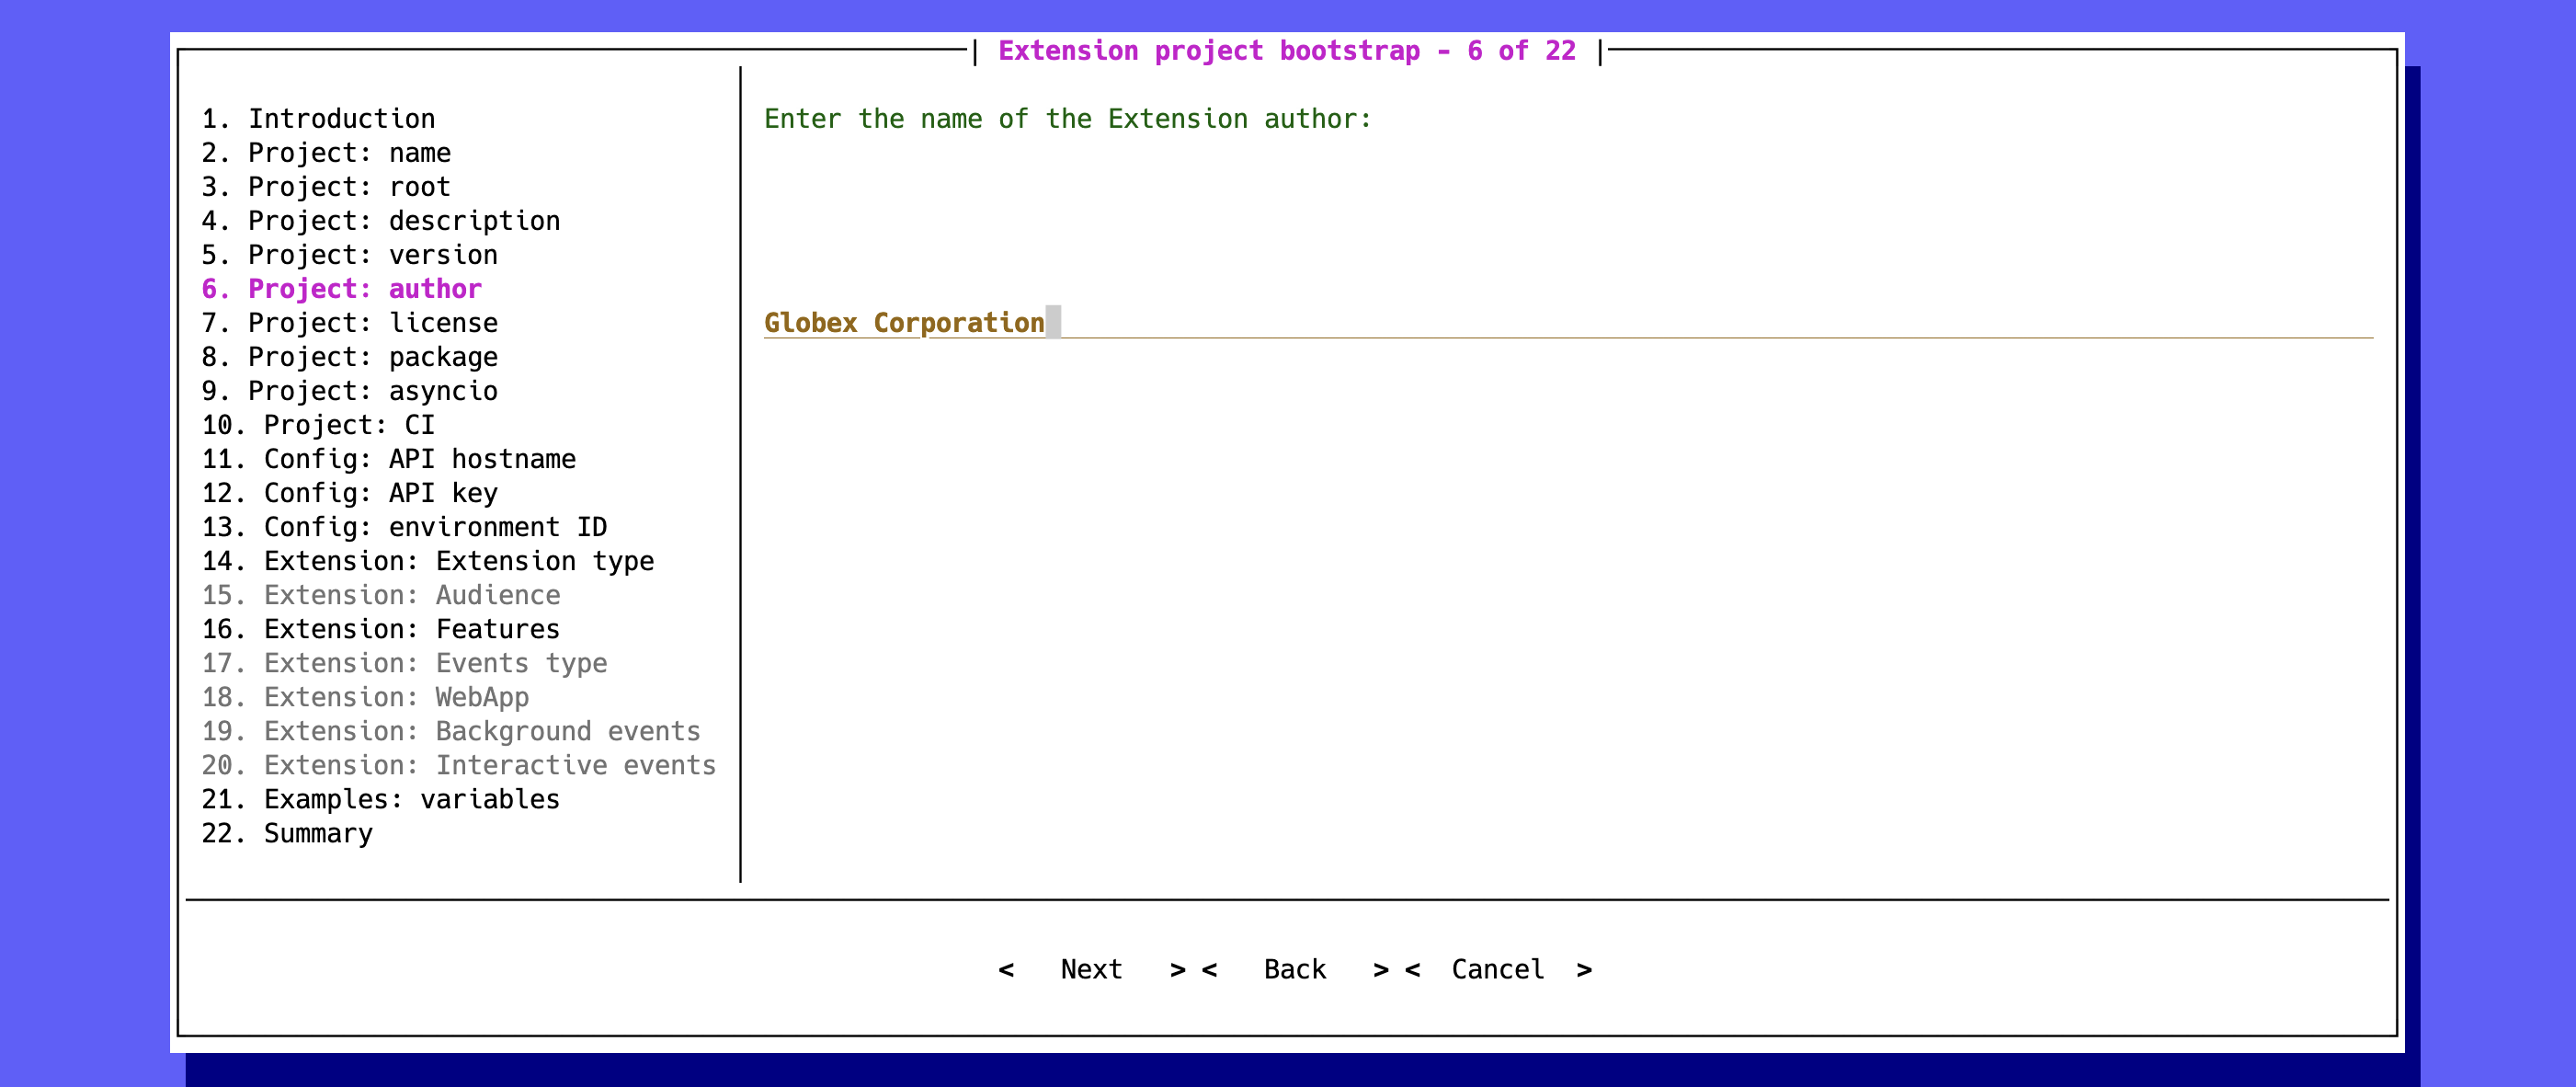 Extension project bootstrap - 6 of 22
1. Introduction
2. Project: name
3. Project: root
4. Project: description
5. Project: version
6. Project: author
7. Project: license
8. Project: package
9. Project: asyncio
10. Project: CI
11. Config: API hostname
12. Config: API key
13. Config: environment ID
14. Extension: Extension type
15. Extension: Audience
16. Extension: Features
17. Extension: Events type
18. Extension: WebApp
19. Extension: Background events
20. Extension: Interactive events
21. Examples: variables
22. Summary
Enter the name of the Extension author:
Globex Corporation
< Next > < Back > < Cancel >